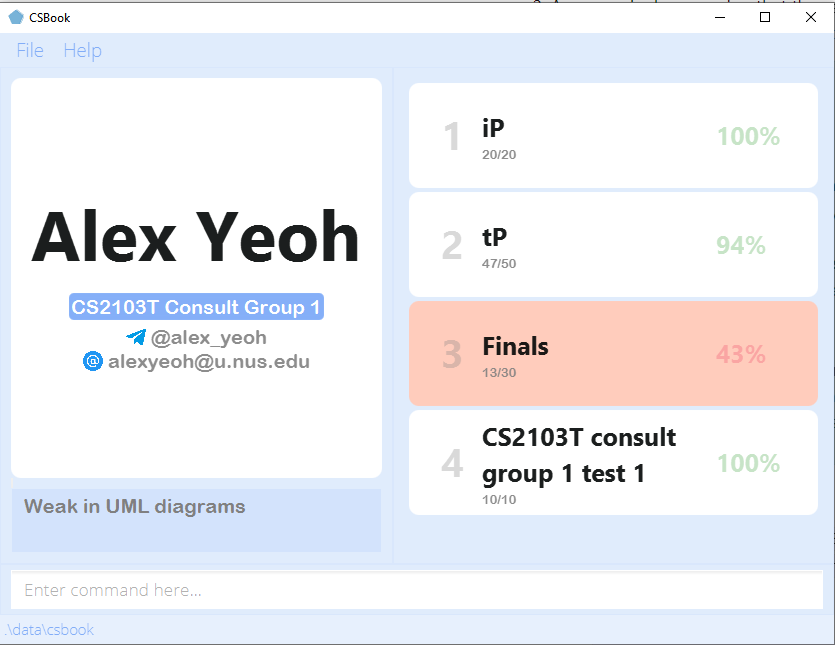 CSBook
File Help
Alex Yeoh
CS2103T Consult Group 1
@alex_yeoh
alexyeoh@u.nus.edu
Weak in UML diagrams
1
iP
20/20
100%
2
tP
47/50
94%
3
Finals
13/30
43%
4
CS2103T consult
group 1 test 1
10/10
100%
Enter command here...
.\data\csbook